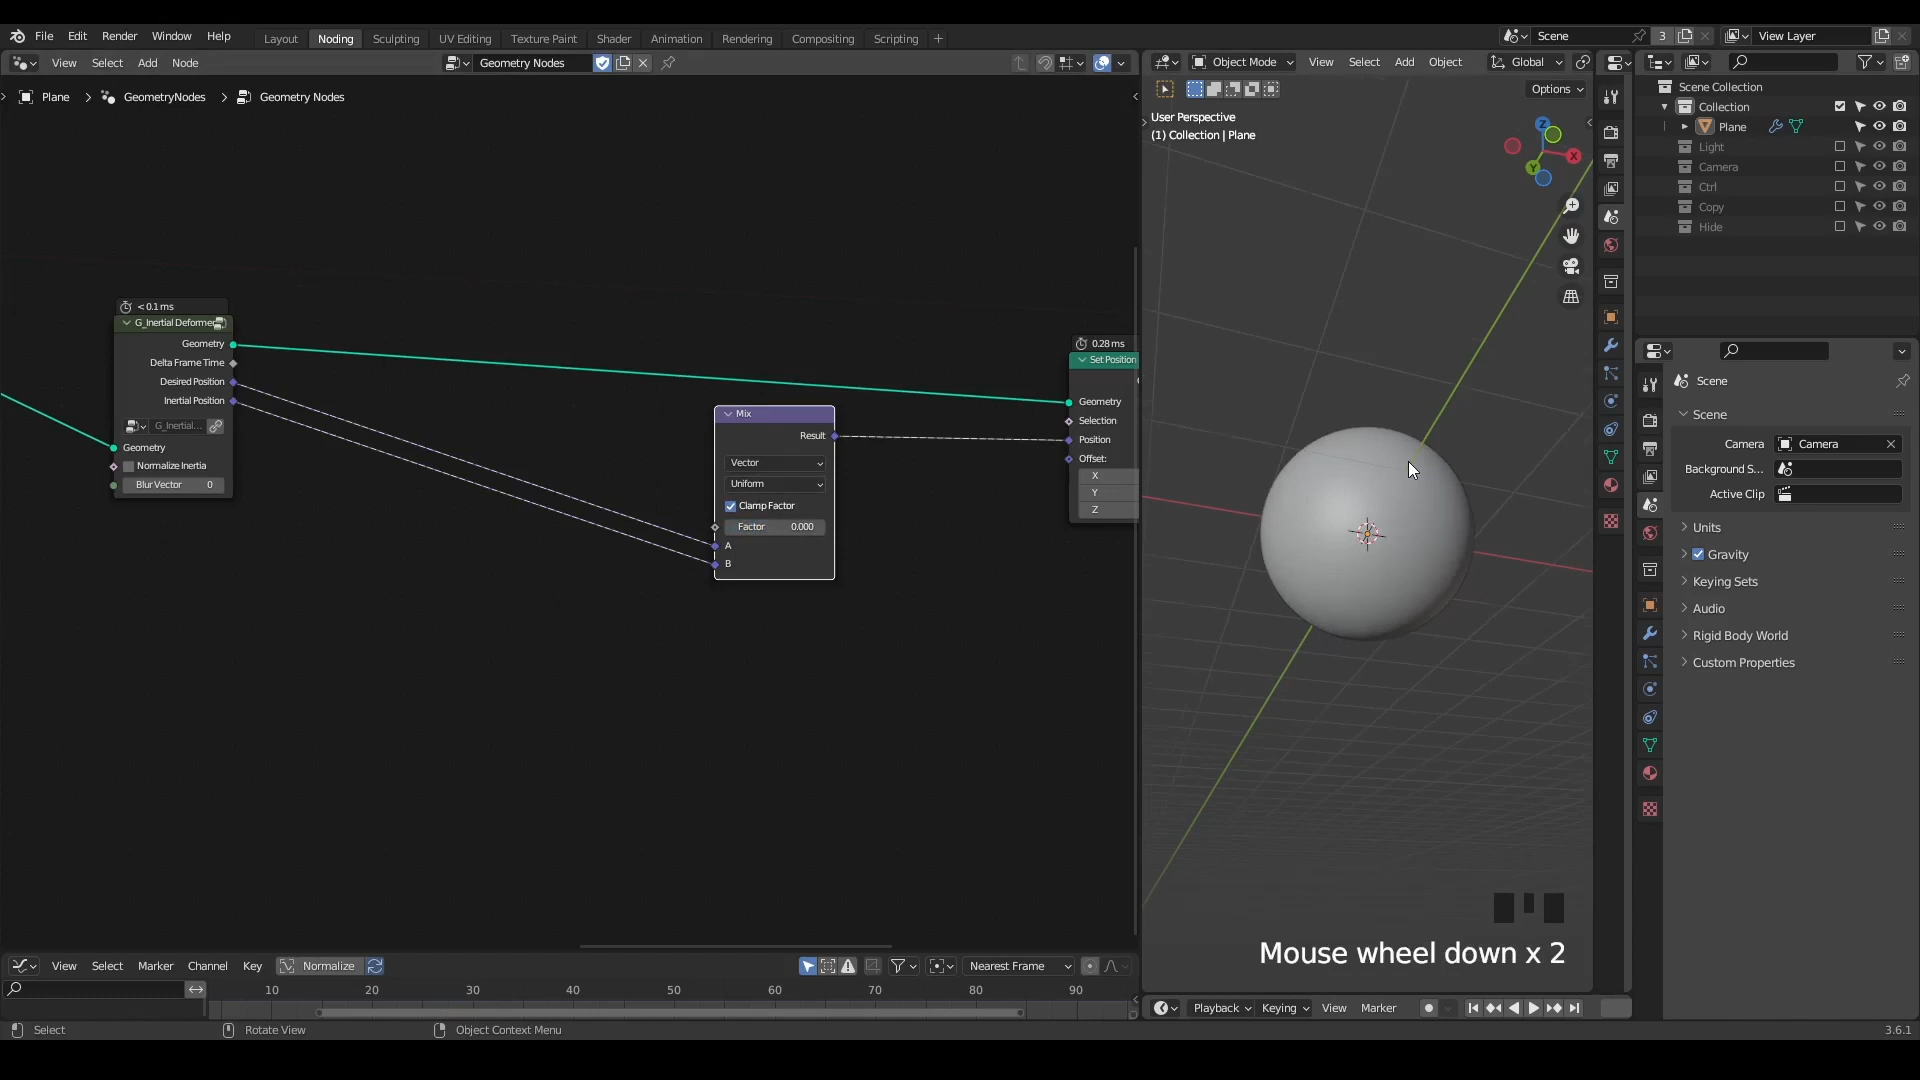 File Edit Render Window Help Layout Noding Sculpting UV Editing Texture Paint Shader Animation Rendering Compositing Scripting + Scene 3 View Layer
View Select Add Node Geometry Nodes Object Mode View Select Add Object Global
Plane > GeometryNodes > Geometry Nodes
Options
User Perspective
(1) Collection | Plane
Z
X
Y
Scene Collection
Collection
Plane
Light
Camera
Ctrl
Copy
Hide
< 0.1 ms
G_Inertial Deformer
Geometry
Delta Frame Time
Desired Position
Inertial Position
G_Inertial...
Geometry
Normalize Inertia
Blur Vector 0
Mix
Result
Vector
Uniform
Clamp Factor
Factor 0.000
A
B
0.28 ms
Set Position
Geometry
Selection
Position
Offset:
X
Y
Z
Scene
Scene
Camera Camera
Background S...
Active Clip
Units
Gravity
Keying Sets
Audio
Rigid Body World
Custom Properties
Mouse wheel down x 2
View Select Marker Channel Key Normalize Nearest Frame
10 20 30 40 50 60 70 80 90
Playback Keying View Marker
Select Rotate View Object Context Menu 3.6.1